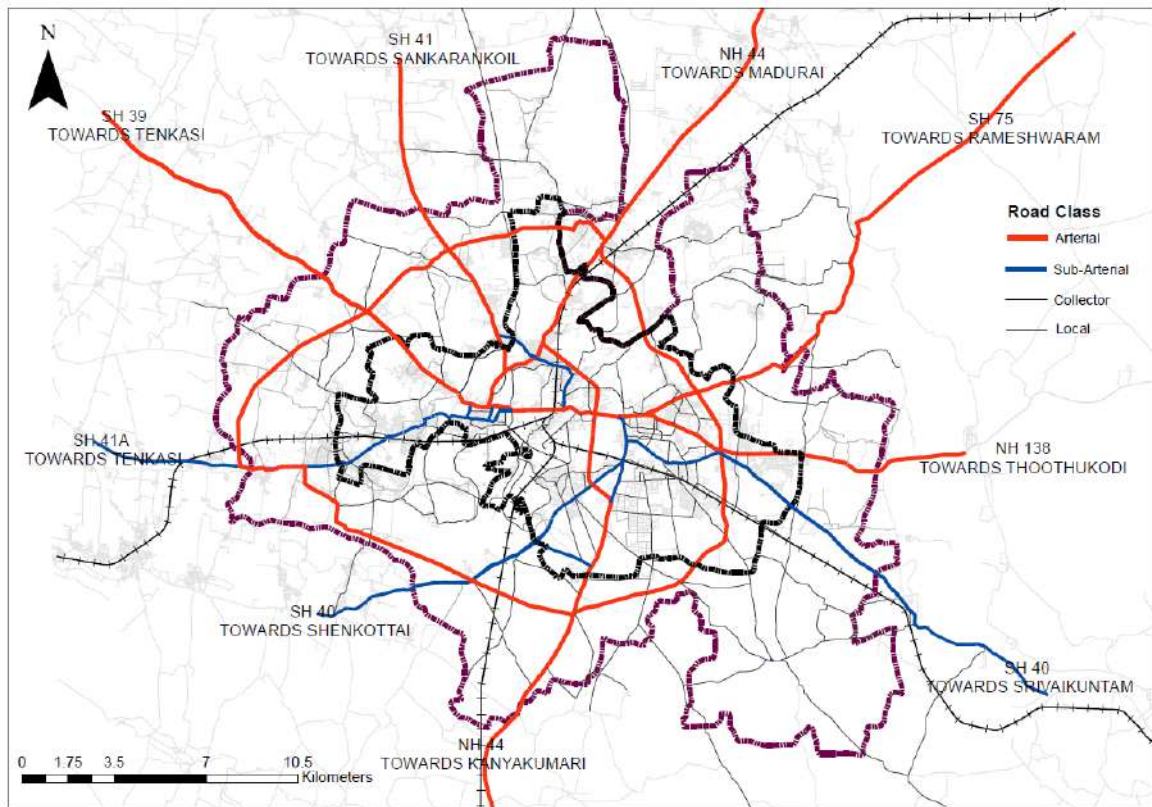 N
SH 41
TOWARDS SANKARANKOIL
NH 44
TOWARDS MADURAI
SH 39
TOWARDS TENKASI
SH 75
TOWARDS RAMESHWARAM
Road Class
Arterial
Sub-Arterial
Collector
Local
SH 41A
TOWARDS TENKASI
NH 138
TOWARDS THOOTHUKODI
SH 40
TOWARDS SHENKOTTAI
SH 40
TOWARDS SRIVAIKUNTAM
NH 44
TOWARDS KANYAKUMARI
0 1.75 3.5 7 10.5
Kilometers